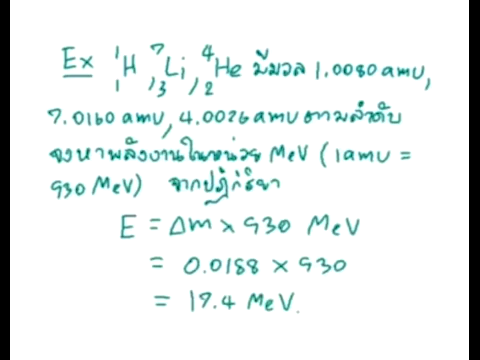 Ex ¹₁H, ⁷₃Li, ⁴₂He มีมวล 1.0080 amu,
7.0160 amu, 4.0026 amu ตามลำดับ
จงหาพลังงานในหน่วย MeV (1amu =
930 MeV) จากปฏิกิริยา
E = Δm × 930 MeV
= 0.0188 × 930
= 17.4 MeV.